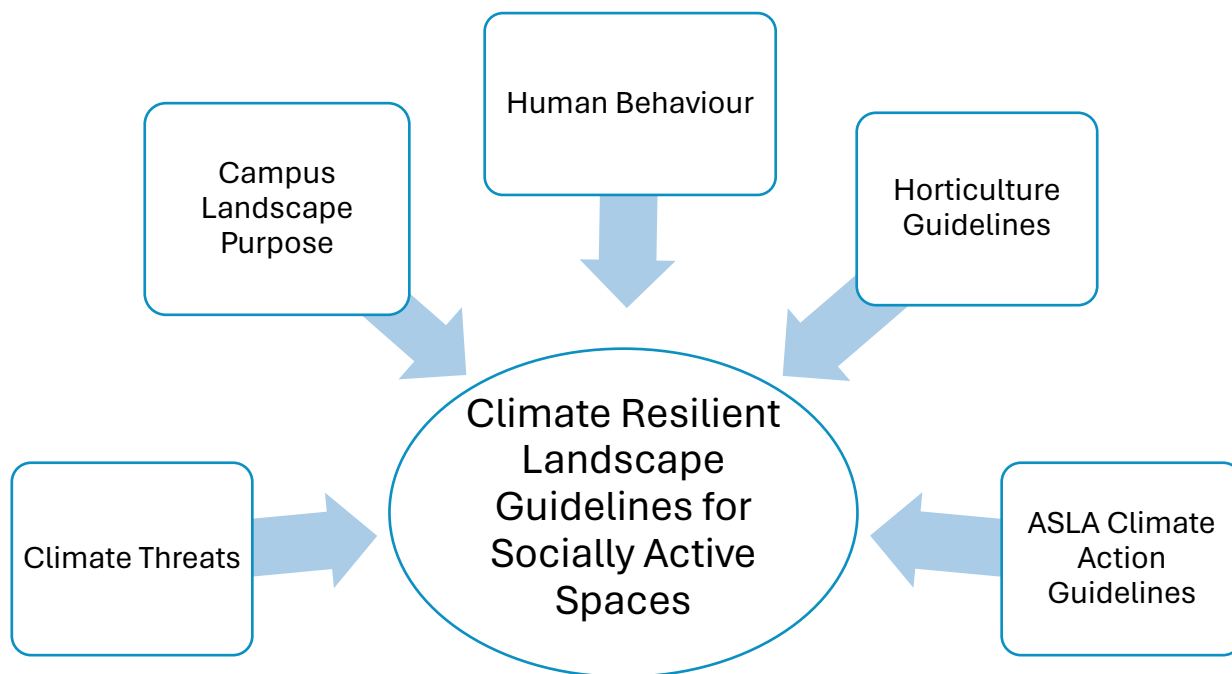 Human Behaviour
Campus
Landscape
Purpose
Horticulture
Guidelines
Climate Threats
Climate Resilient
Landscape
Guidelines for
Socially Active
Spaces
ASLA Climate
Action
Guidelines